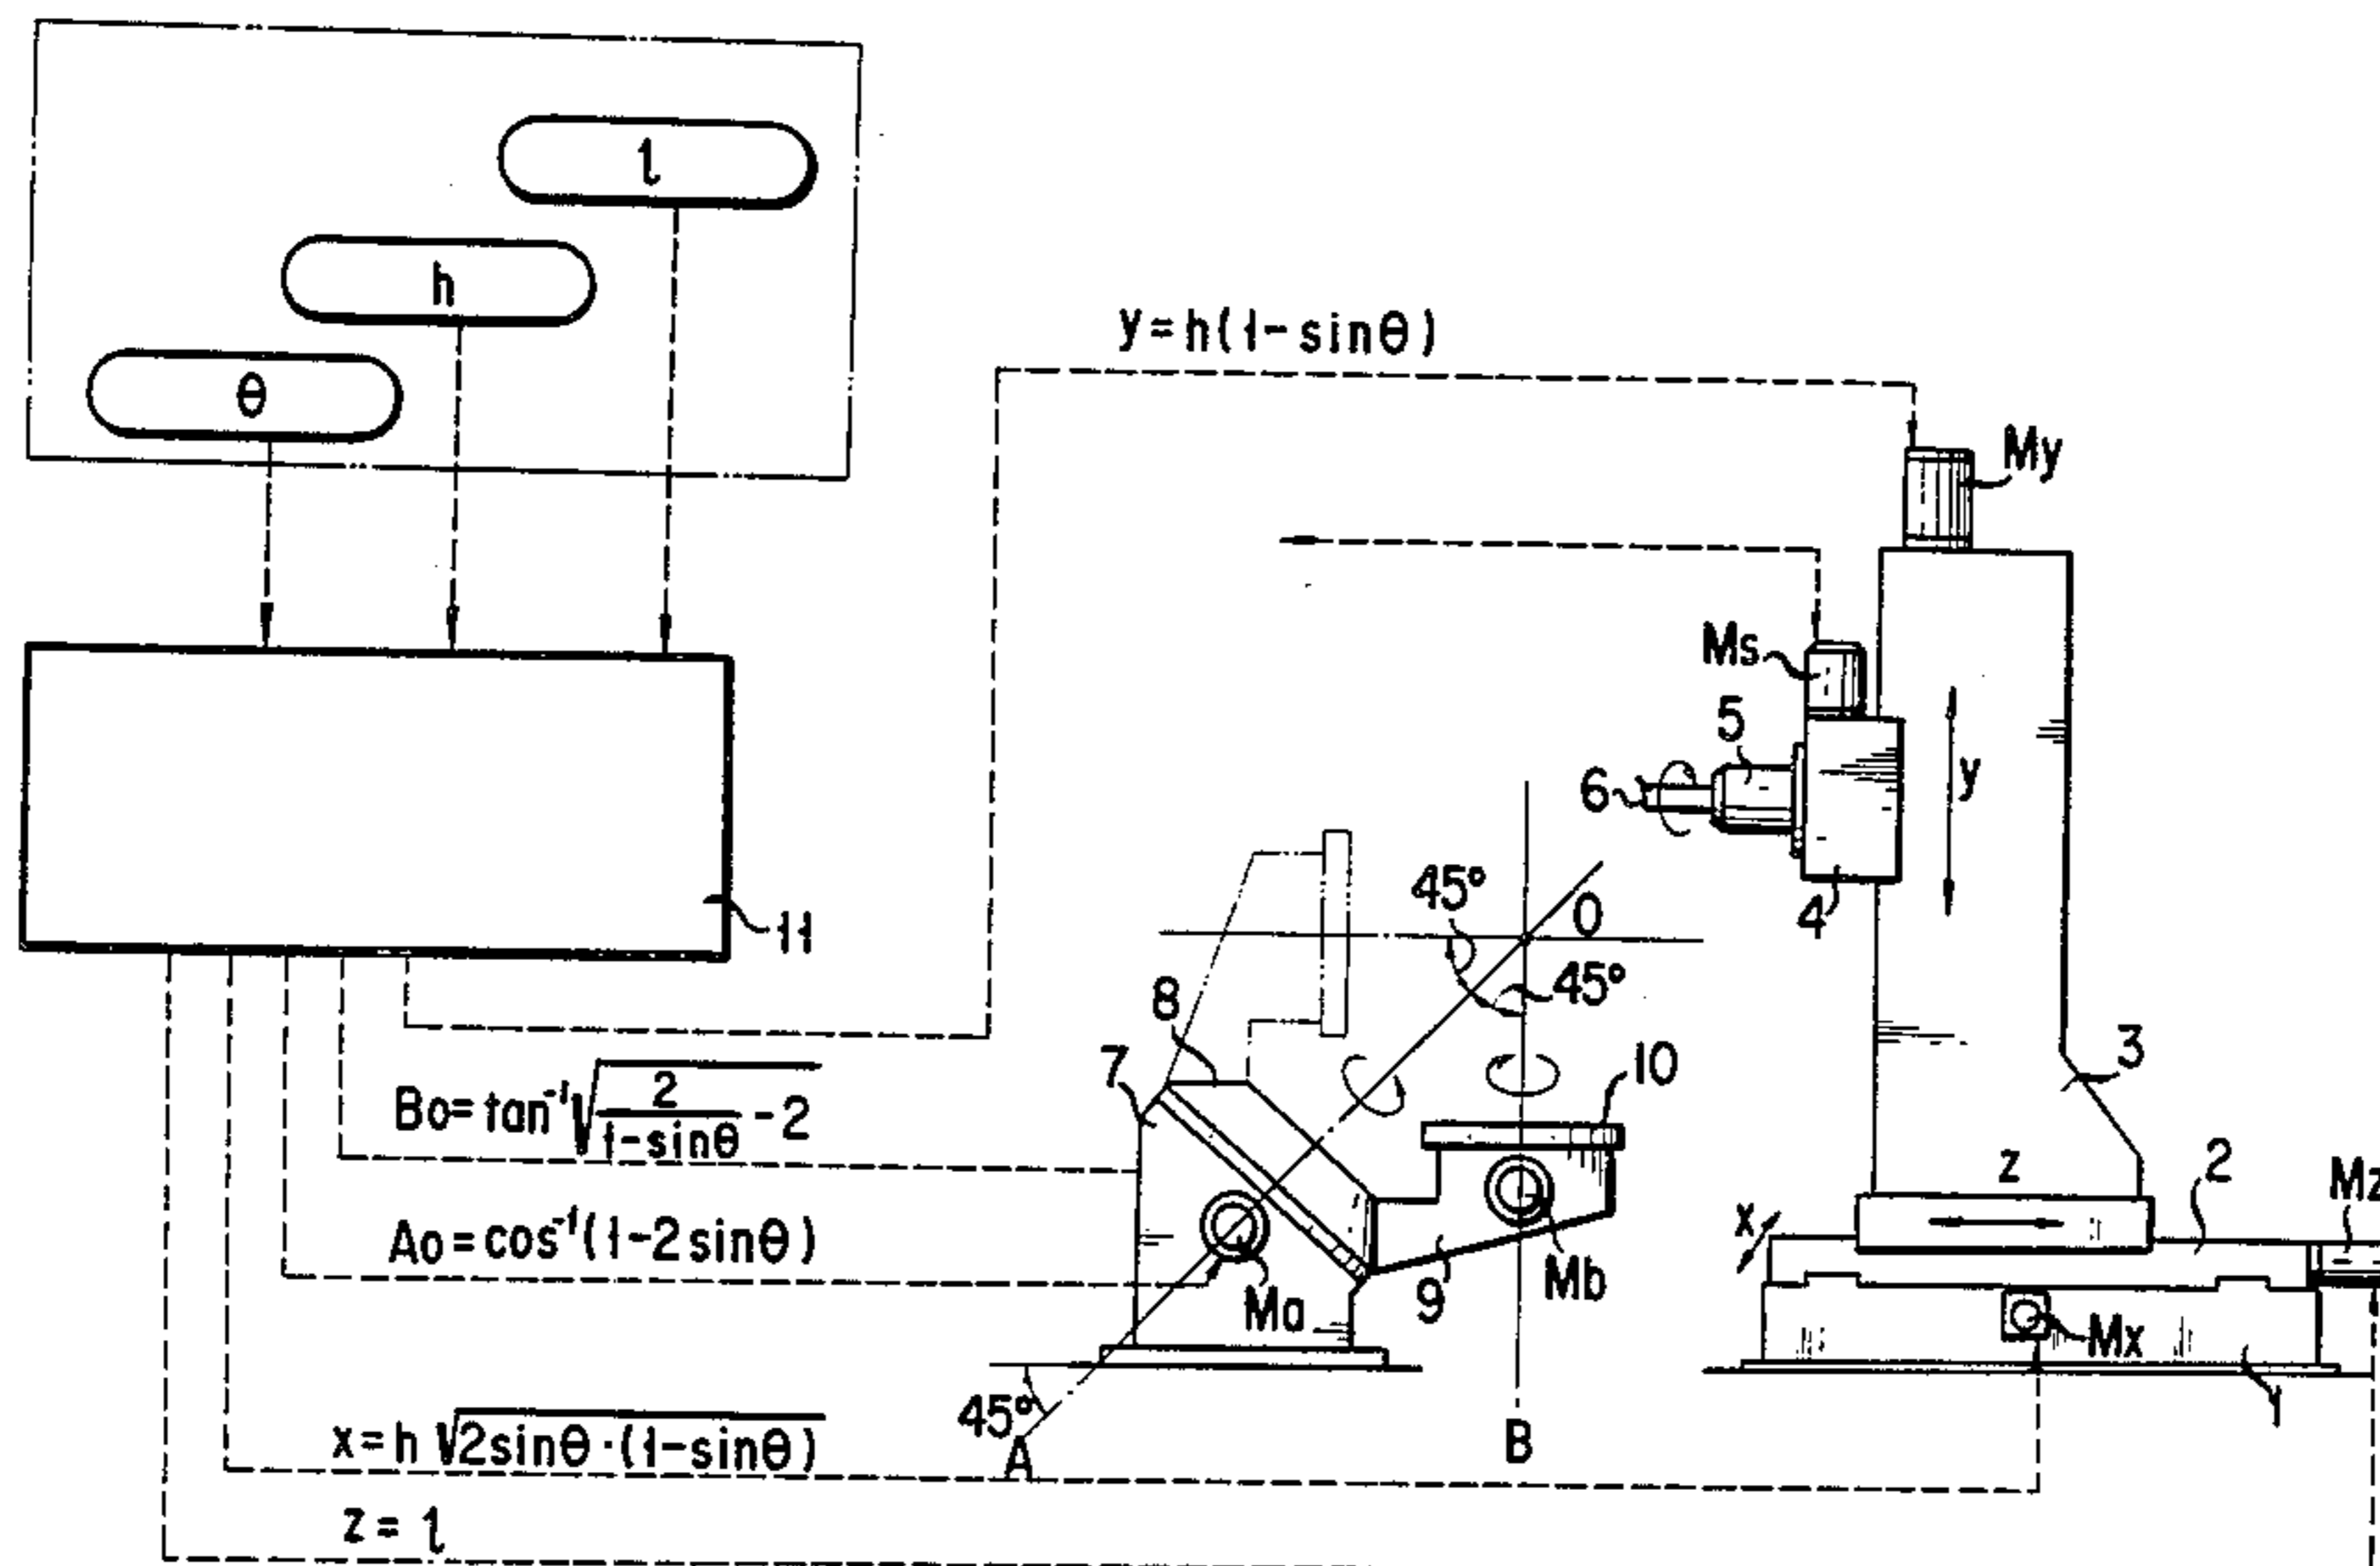 l
h
θ
y=h(1-sinθ)
My
Ms
5
6
y
4
45°
O
45°
11
8
7
10
3
Bo=tan⁻¹√(2/(1-sinθ) -2)
z
2
Mz
x
Ao=cos⁻¹(1-2sinθ)
Ma
9
Mb
Mx
1
45°
A
B
x=h√(2sinθ·(1-sinθ))
z=l